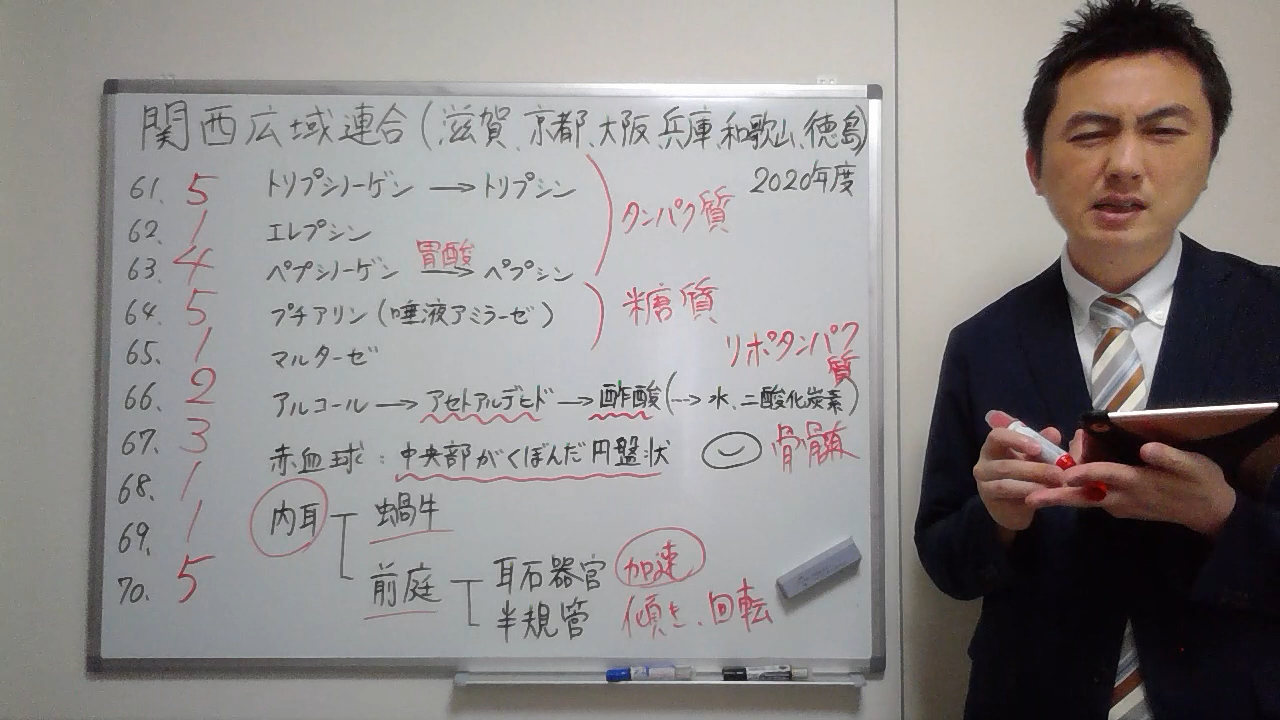 関西広域連合(滋賀、京都、大阪、兵庫、和歌山、徳島)
2020年度
61. 5 トリプシノーゲン → トリプシン
62. 1 エレプシン
タンパク質
63. 4 ペプシノーゲン 胃酸 → ペプシン
64. 5 プチアリン(唾液アミラーゼ)
糖質
65. 1 マルターゼ
リポタンパク質
66. 2 アルコール → アセトアルデヒド → 酢酸(--→ 水、二酸化炭素)
67. 3 赤血球:中央部がくぼんだ円盤状 骨髄
68. 1
内耳 蝸牛
69. 1
70. 5 前庭 耳石器官 加速
半規管 傾き、回転